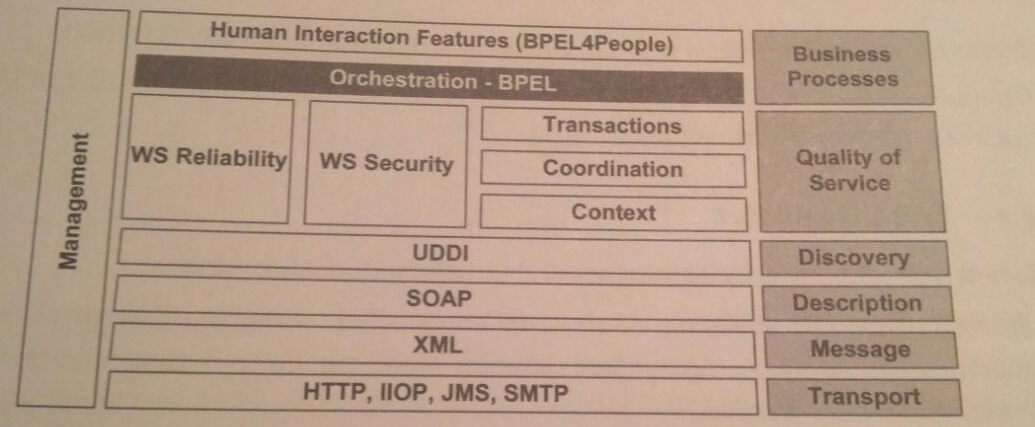 Management
Human Interaction Features (BPEL4People)
Orchestration - BPEL
Business
Processes
WS Reliability
WS Security
Transactions
Coordination
Context
Quality of
Service
UDDI
Discovery
SOAP
Description
XML
Message
HTTP, IIOP, JMS, SMTP
Transport